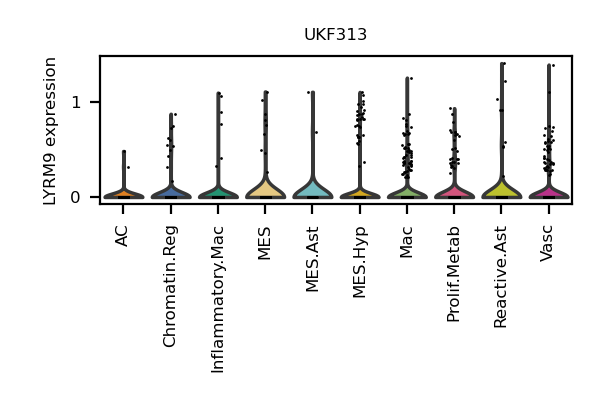 UKF313
LYRM9 expression
1
0
AC
Chromatin.Reg
Inflammatory.Mac
MES
MES.Ast
MES.Hyp
Mac
Prolif.Metab
Reactive.Ast
Vasc